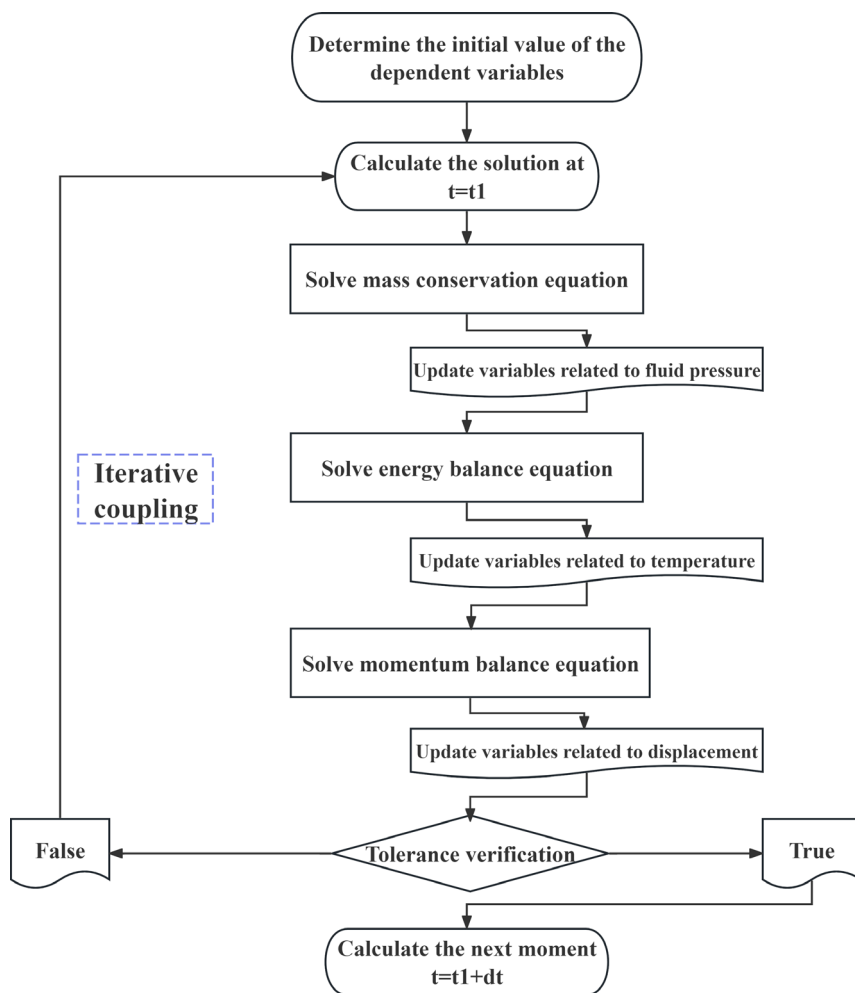 Determine the initial value of the
dependent variables
Calculate the solution at
t=t1
Solve mass conservation equation
Update variables related to fluid pressure
Solve energy balance equation
Iterative
coupling
Update variables related to temperature
Solve momentum balance equation
Update variables related to displacement
False
Tolerance verification
True
Calculate the next moment
t=t1+dt